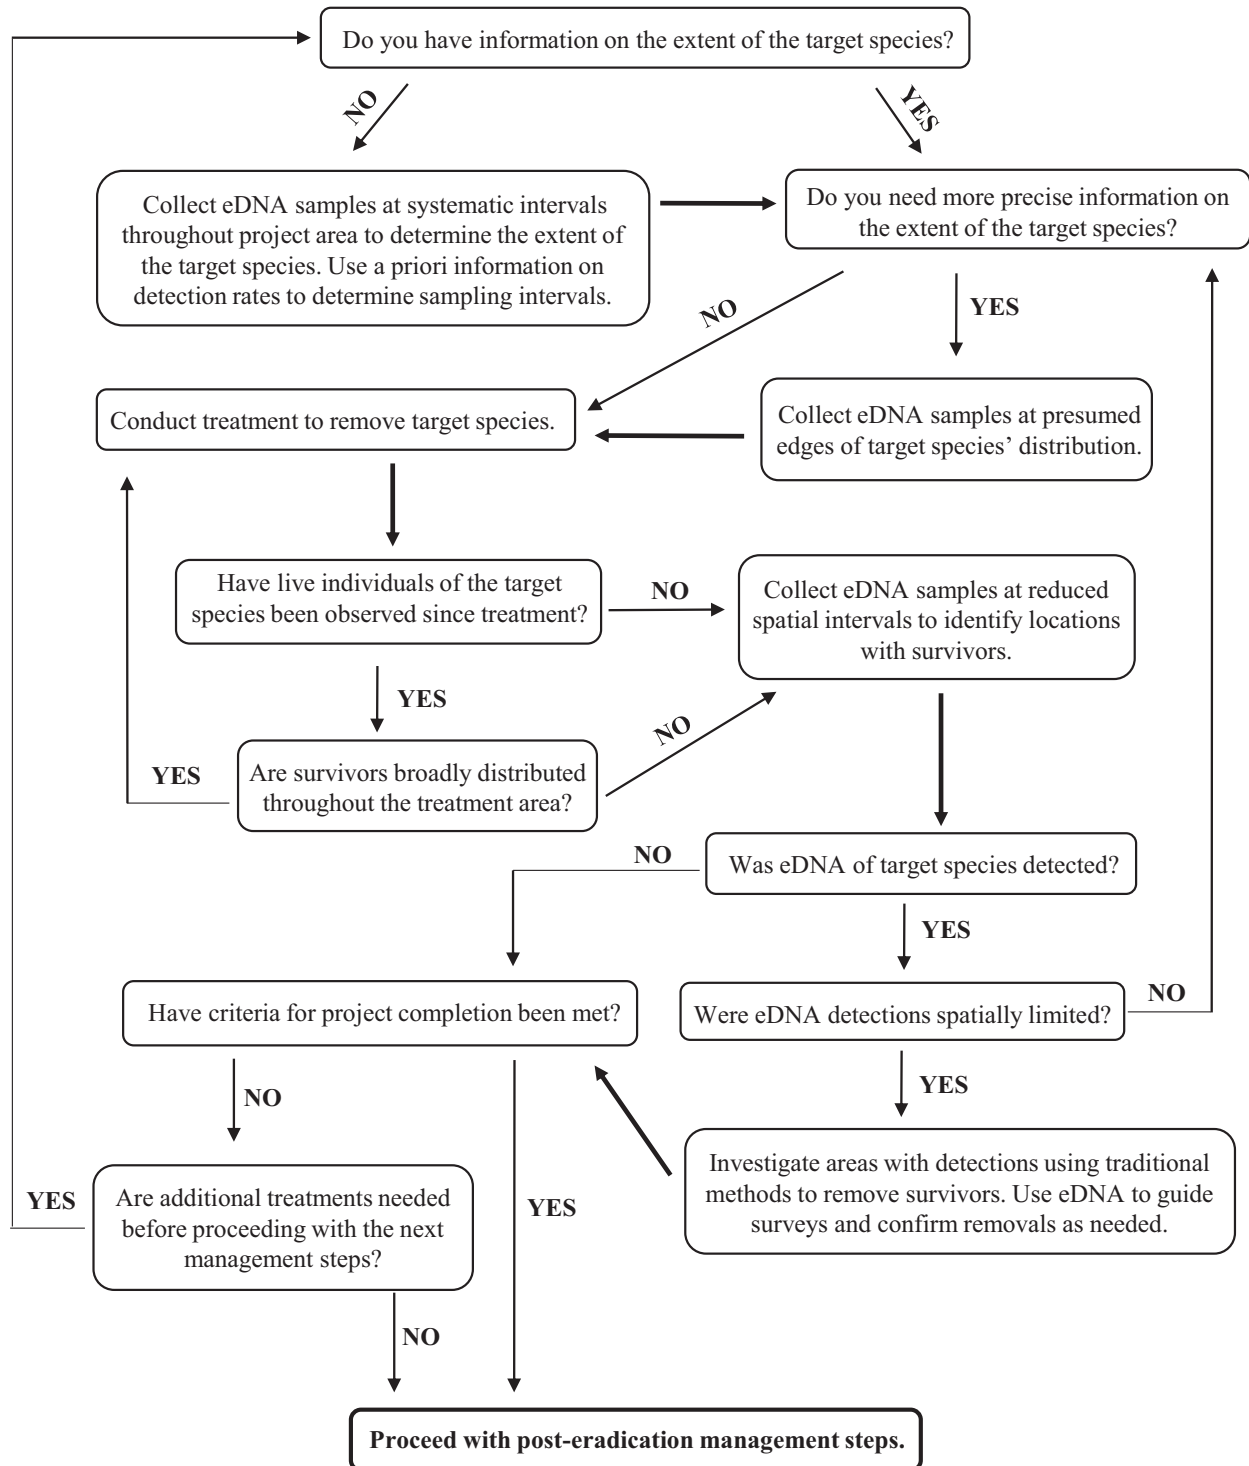 Do you have information on the extent of the target species?
NO
YES
Collect eDNA samples at systematic intervals
throughout project area to determine the extent of
the target species. Use a priori information on
detection rates to determine sampling intervals.
Do you need more precise information on
the extent of the target species?
NO
YES
Conduct treatment to remove target species.
Collect eDNA samples at presumed
edges of target species’ distribution.
Have live individuals of the target
species been observed since treatment?
NO
Collect eDNA samples at reduced
spatial intervals to identify locations
with survivors.
YES
NO
YES
Are survivors broadly distributed
throughout the treatment area?
NO
Was eDNA of target species detected?
YES
Have criteria for project completion been met?
Were eDNA detections spatially limited?
NO
NO
YES
YES
Are additional treatments needed
before proceeding with the next
management steps?
YES
Investigate areas with detections using traditional
methods to remove survivors. Use eDNA to guide
surveys and confirm removals as needed.
NO
Proceed with post-eradication management steps.